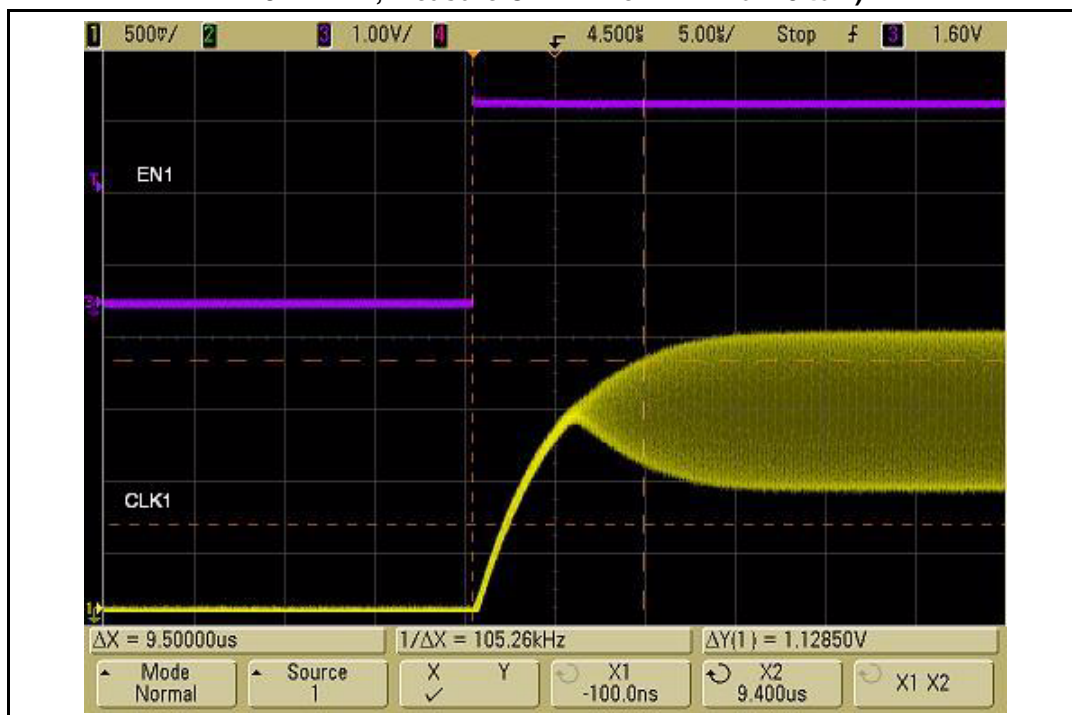 1 500mV/ 2 3 1.00V/ 4 4.500s 5.00s/ Stop 3 1.60V
EN1
T
3
CLK1
1
ΔX = 9.50000us 1/ΔX = 105.26kHz ΔY(1) = 1.12850V
Mode Source X Y X1 X2 X1 X2
Normal 1 ✓ -100.0ns 9.400us